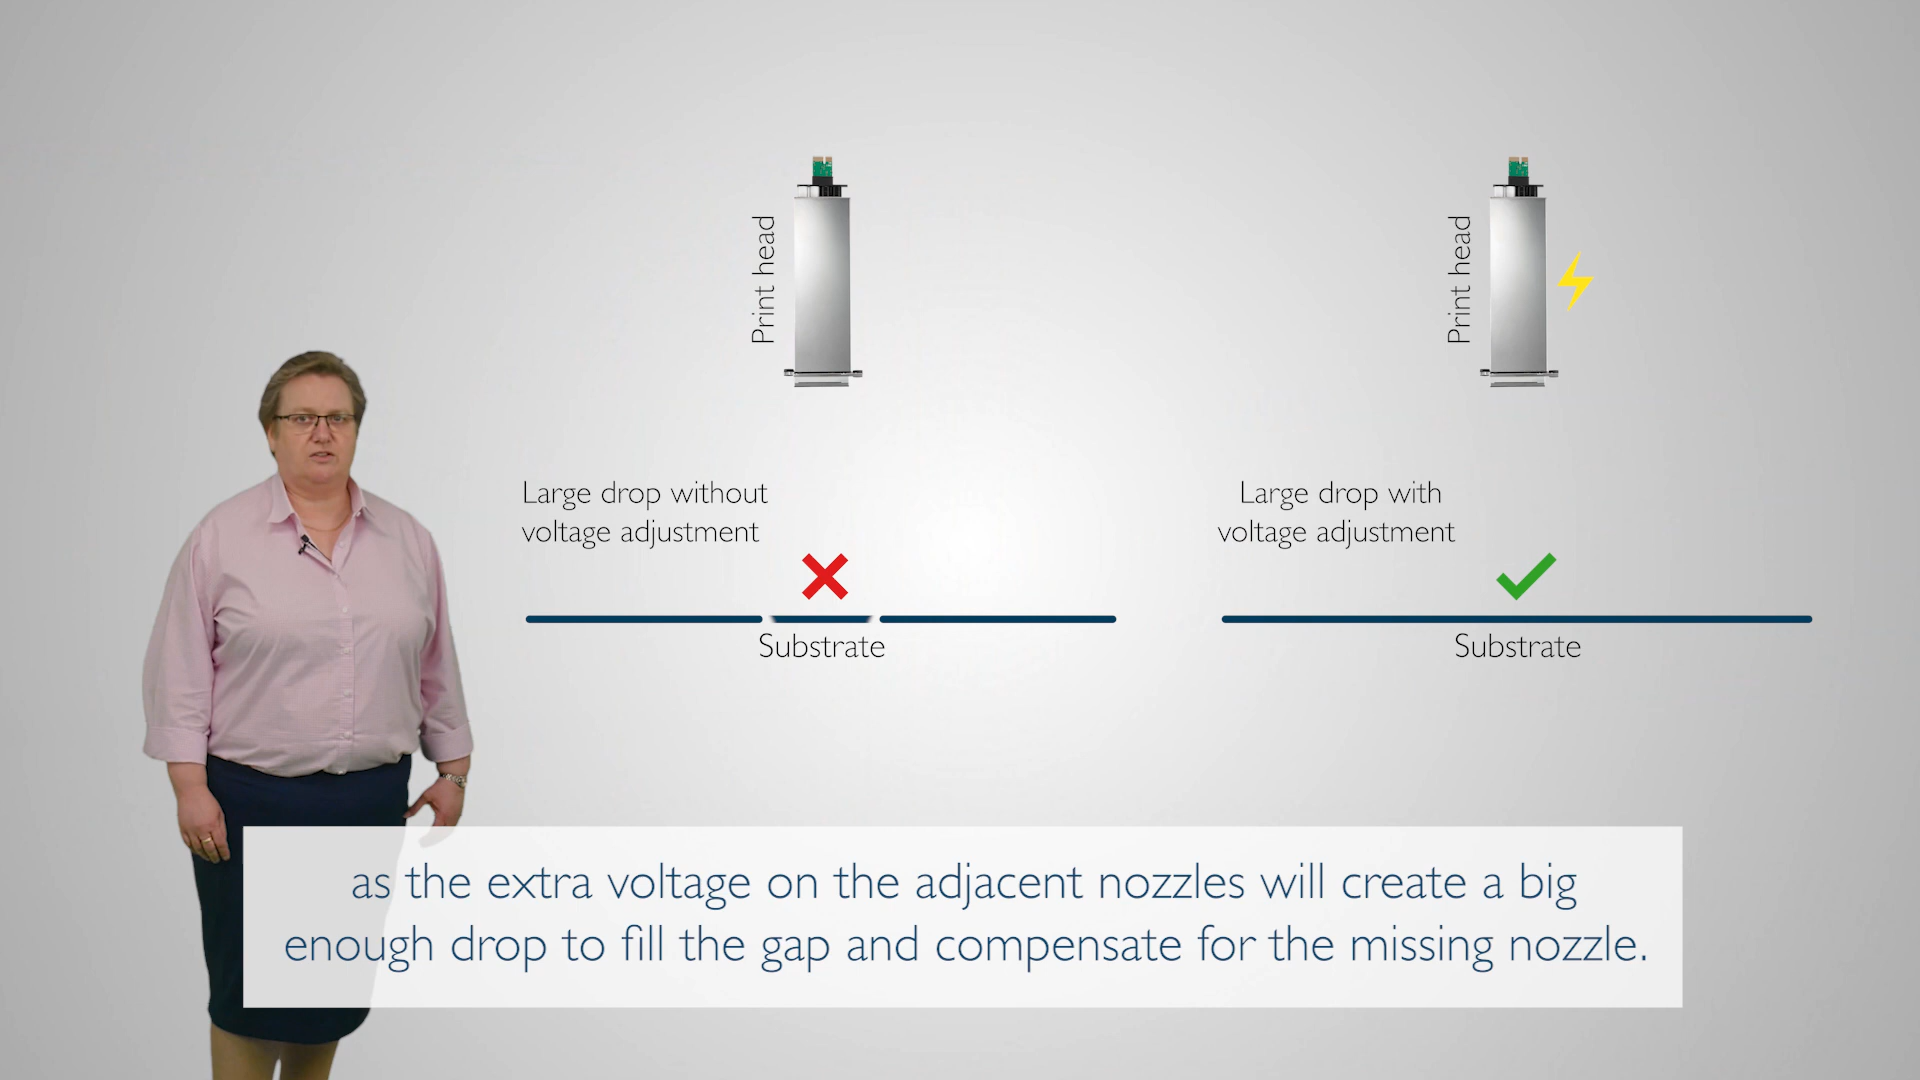 Print head
Print head
Large drop without
voltage adjustment
Large drop with
voltage adjustment
Substrate
Substrate
as the extra voltage on the adjacent nozzles will create a big
enough drop to fill the gap and compensate for the missing nozzle.